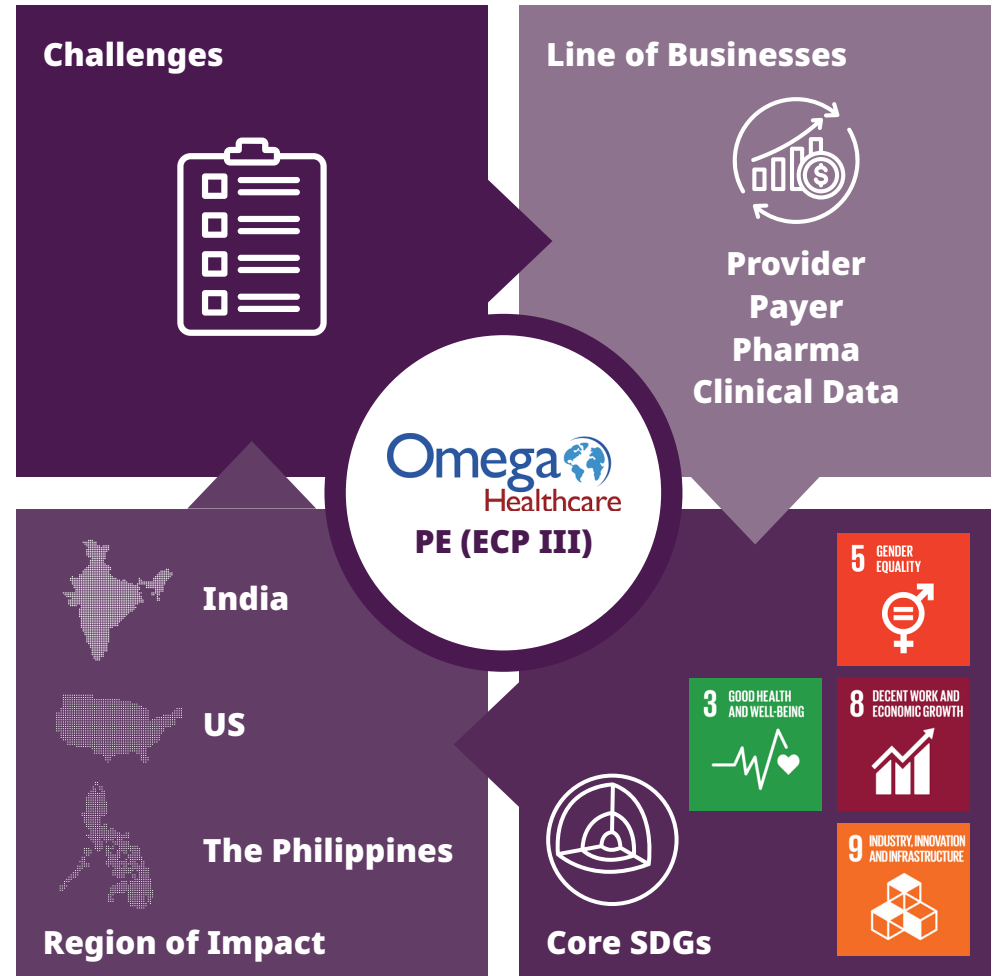 Challenges
Line of Businesses
Provider
Payer
Pharma
Clinical Data
Omega
Healthcare
PE (ECP III)
India
US
The Philippines
Region of Impact
5 GENDER
EQUALITY
3 GOOD HEALTH
AND WELL-BEING
8 DECENT WORK AND
ECONOMIC GROWTH
9 INDUSTRY, INNOVATION
AND INFRASTRUCTURE
Core SDGs